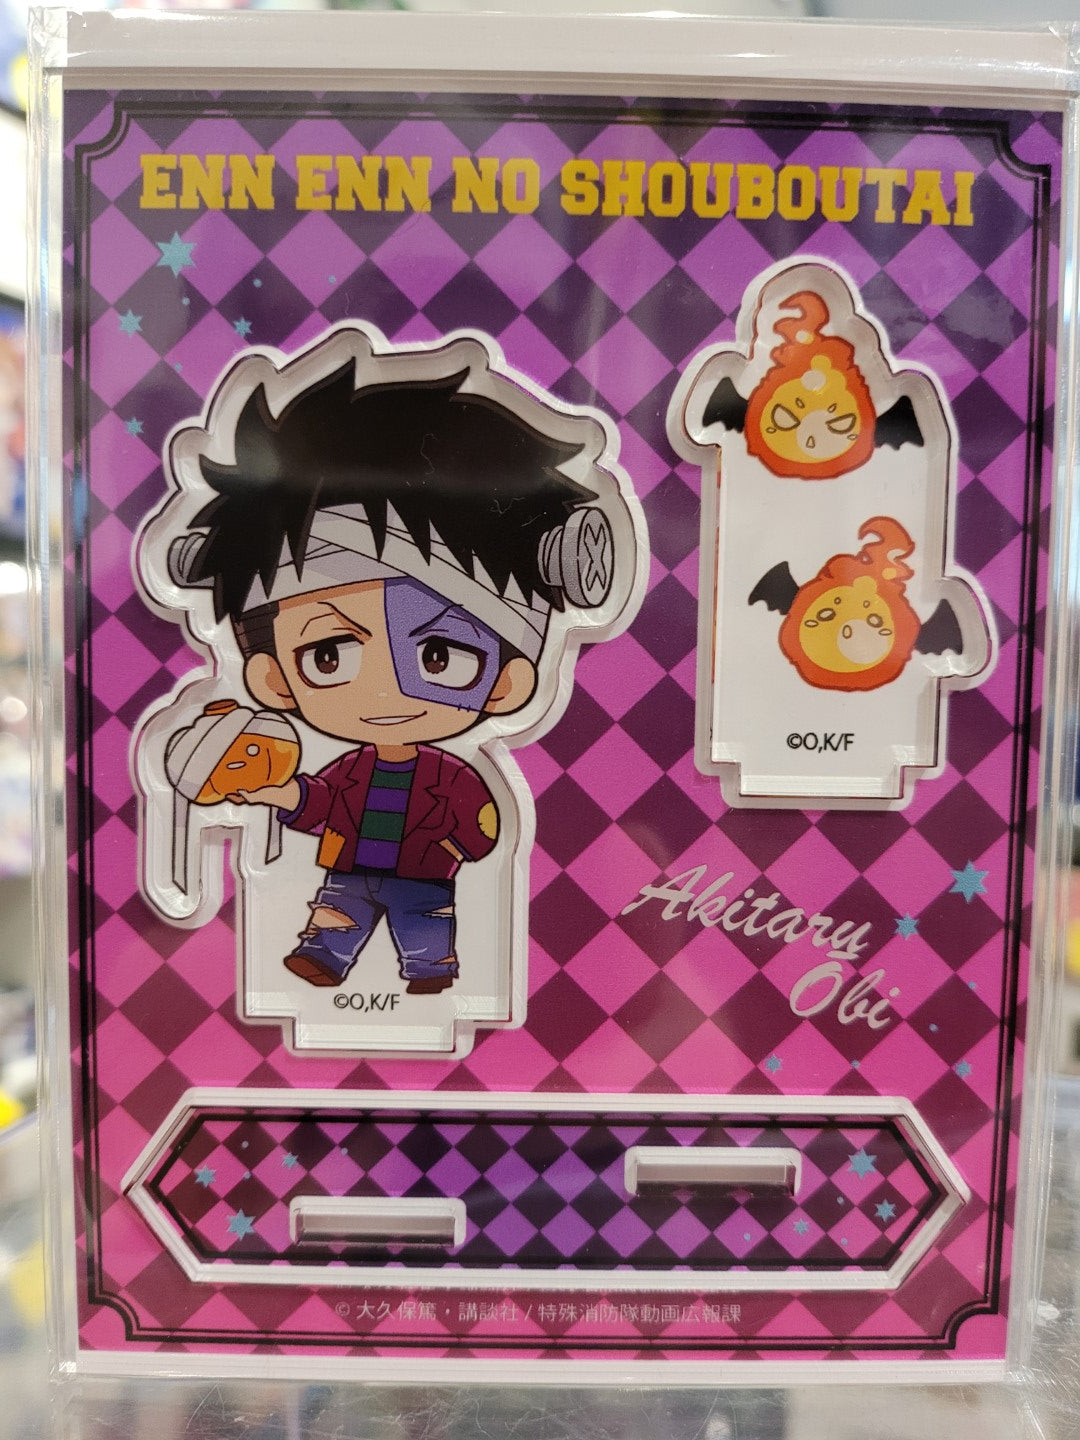 ENN ENN NO SHOUBOUTAI
©O,K/F
Akitaru
Obi
©O,K/F
© 大久保篤・講談社 / 特殊消防隊動画広報課